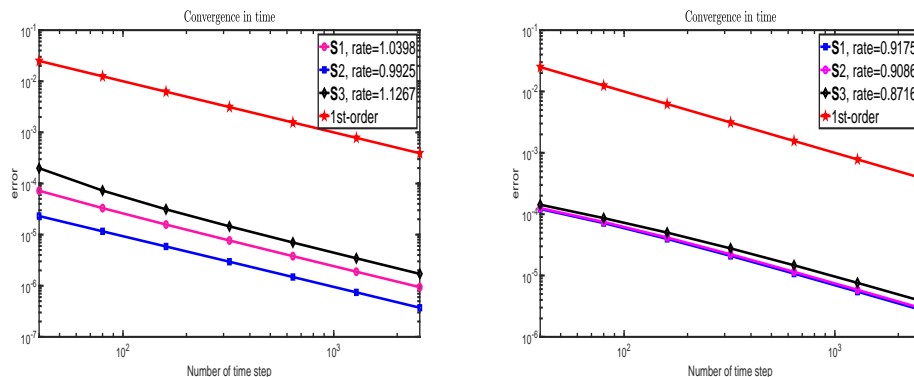 Convergence in time
10^-1
10^-2
10^-3
10^-4
10^-5
10^-6
10^-7
error
S1, rate=1.0398
S2, rate=0.9925
S3, rate=1.1267
1st-order
10^2
10^3
Number of time step
Convergence in time
10^-1
10^-2
10^-3
10^-4
10^-5
10^-6
error
S1, rate=0.9175
S2, rate=0.9086
S3, rate=0.8716
1st-order
10^2
10^3
Number of time step